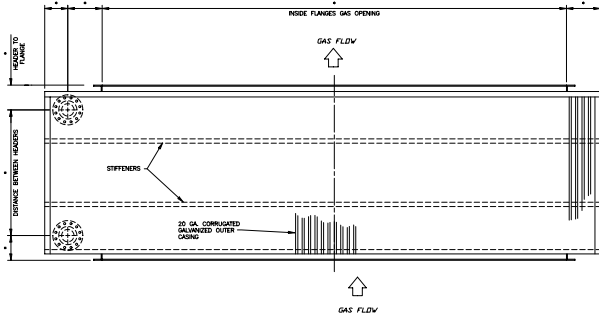 INSIDE FLANGES GAS OPENING
GAS FLOW
HEADER TO
FLANGE
DISTANCE BETWEEN HEADERS
STIFFENERS
20 GA. CORRUGATED
GALVANIZED OUTER
CASING
GAS FLOW